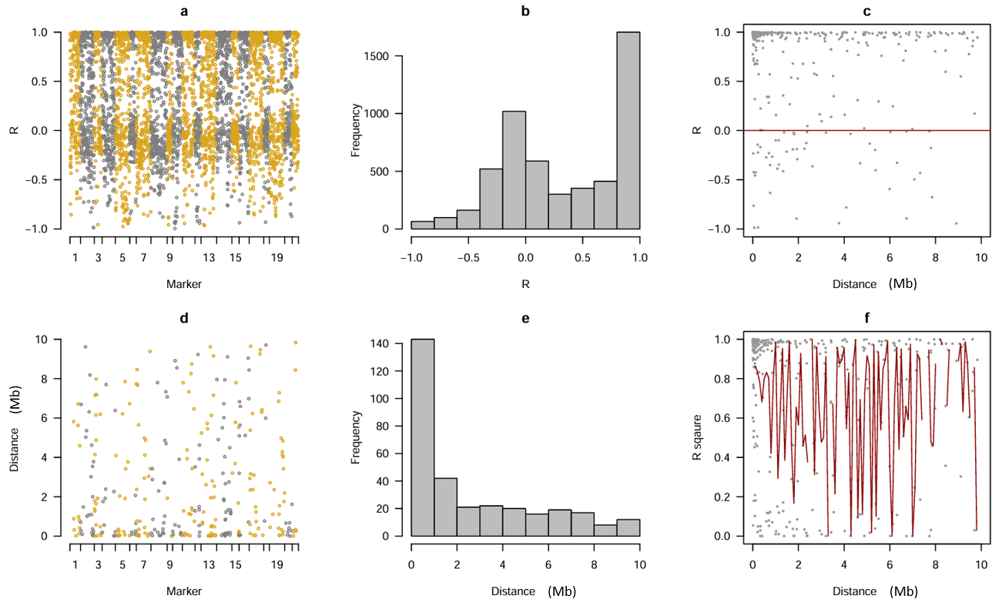 a
1.0
0.5
0.0
−0.5
−1.0
R
1 3 5 7 9 13 15 19
Marker
b
1500
1000
500
0
Frequency
−1.0 −0.5 0.0 0.5 1.0
R
c
1.0
0.5
0.0
−0.5
−1.0
R
0 2 4 6 8 10
Distance (Mb)
d
10
8
6
4
2
0
Distance (Mb)
1 3 5 7 9 13 15 19
Marker
e
140
120
100
80
60
40
20
0
Frequency
0 2 4 6 8 10
Distance (Mb)
f
1.0
0.8
0.6
0.4
0.2
0.0
R sqaure
0 2 4 6 8 10
Distance (Mb)